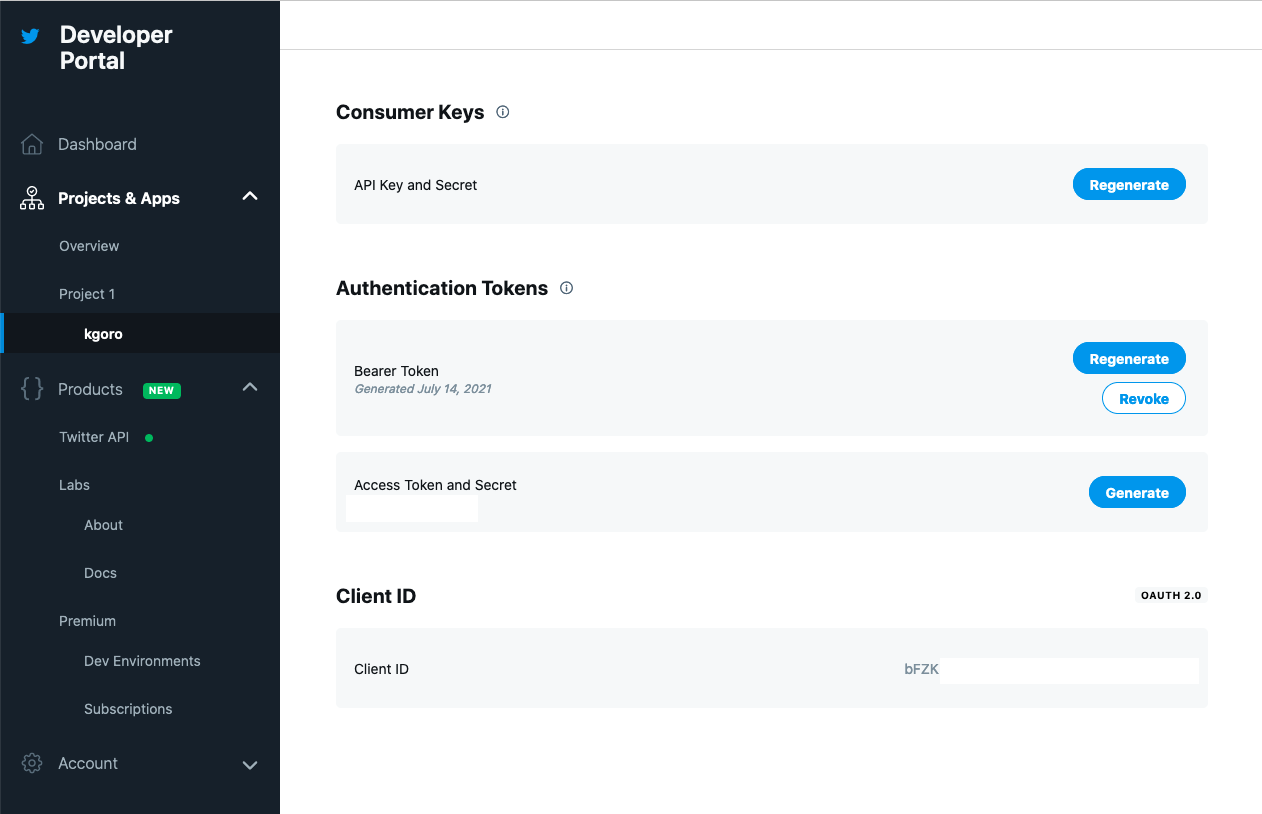 Developer
Portal
Dashboard
Projects & Apps
Overview
Project 1
kgoro
Products NEW
Twitter API
Labs
About
Docs
Premium
Dev Environments
Subscriptions
Account
Consumer Keys
API Key and Secret
Regenerate
Authentication Tokens
Bearer Token
Generated July 14, 2021
Regenerate
Revoke
Access Token and Secret
Generate
Client ID
OAUTH 2.0
Client ID
bFZK